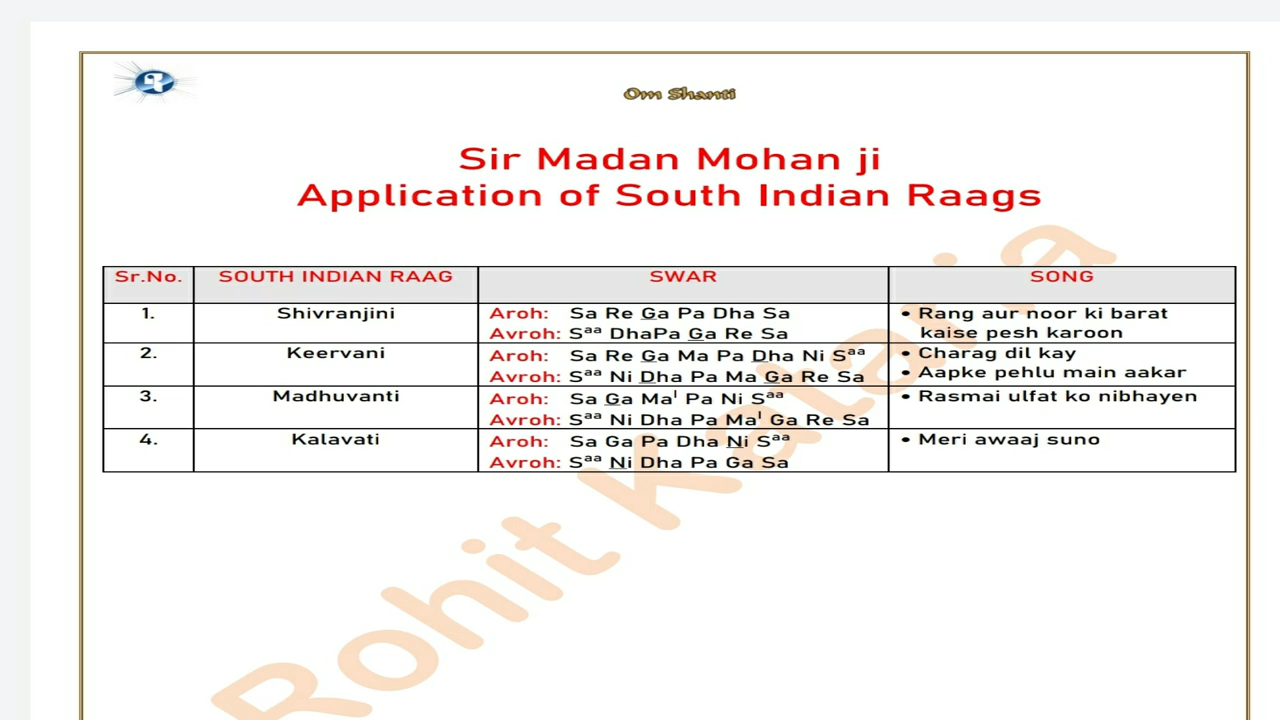 Om Shanti
Sir Madan Mohan ji
Application of South Indian Raags
Sr.No. SOUTH INDIAN RAAG SWAR SONG
1. Shivranjini Aroh: Sa Re Ga Pa Dha Sa • Rang aur noor ki barat
Avroh: Sᵃᵃ DhaPa Ga Re Sa kaise pesh karoon
2. Keervani Aroh: Sa Re Ga Ma Pa Dha Ni Sᵃᵃ • Charag dil kay
Avroh: Sᵃᵃ Ni Dha Pa Ma Ga Re Sa • Aapke pehlu main aakar
3. Madhuvanti Aroh: Sa Ga Maˡ Pa Ni Sᵃᵃ • Rasmai ulfat ko nibhayen
Avroh: Sᵃᵃ Ni Dha Pa Maˡ Ga Re Sa
4. Kalavati Aroh: Sa Ga Pa Dha Ni Sᵃᵃ • Meri awaaj suno
Avroh: Sᵃᵃ Ni Dha Pa Ga Sa
Rohit Kataria